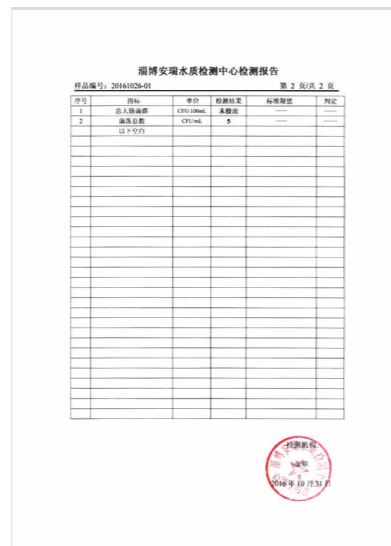 淄博安瑞水质检测中心检测报告
样品编号：20161026-01 第 2 页/共 2 页
序号 指标 单位 检测结果 标准限值 判定
1 总大肠菌群 CFU/100mL 未检出 —— ——
2 菌落总数 CFU/mL 5 —— ——
以下空白
检测机构
2016 年 10 月 31 日